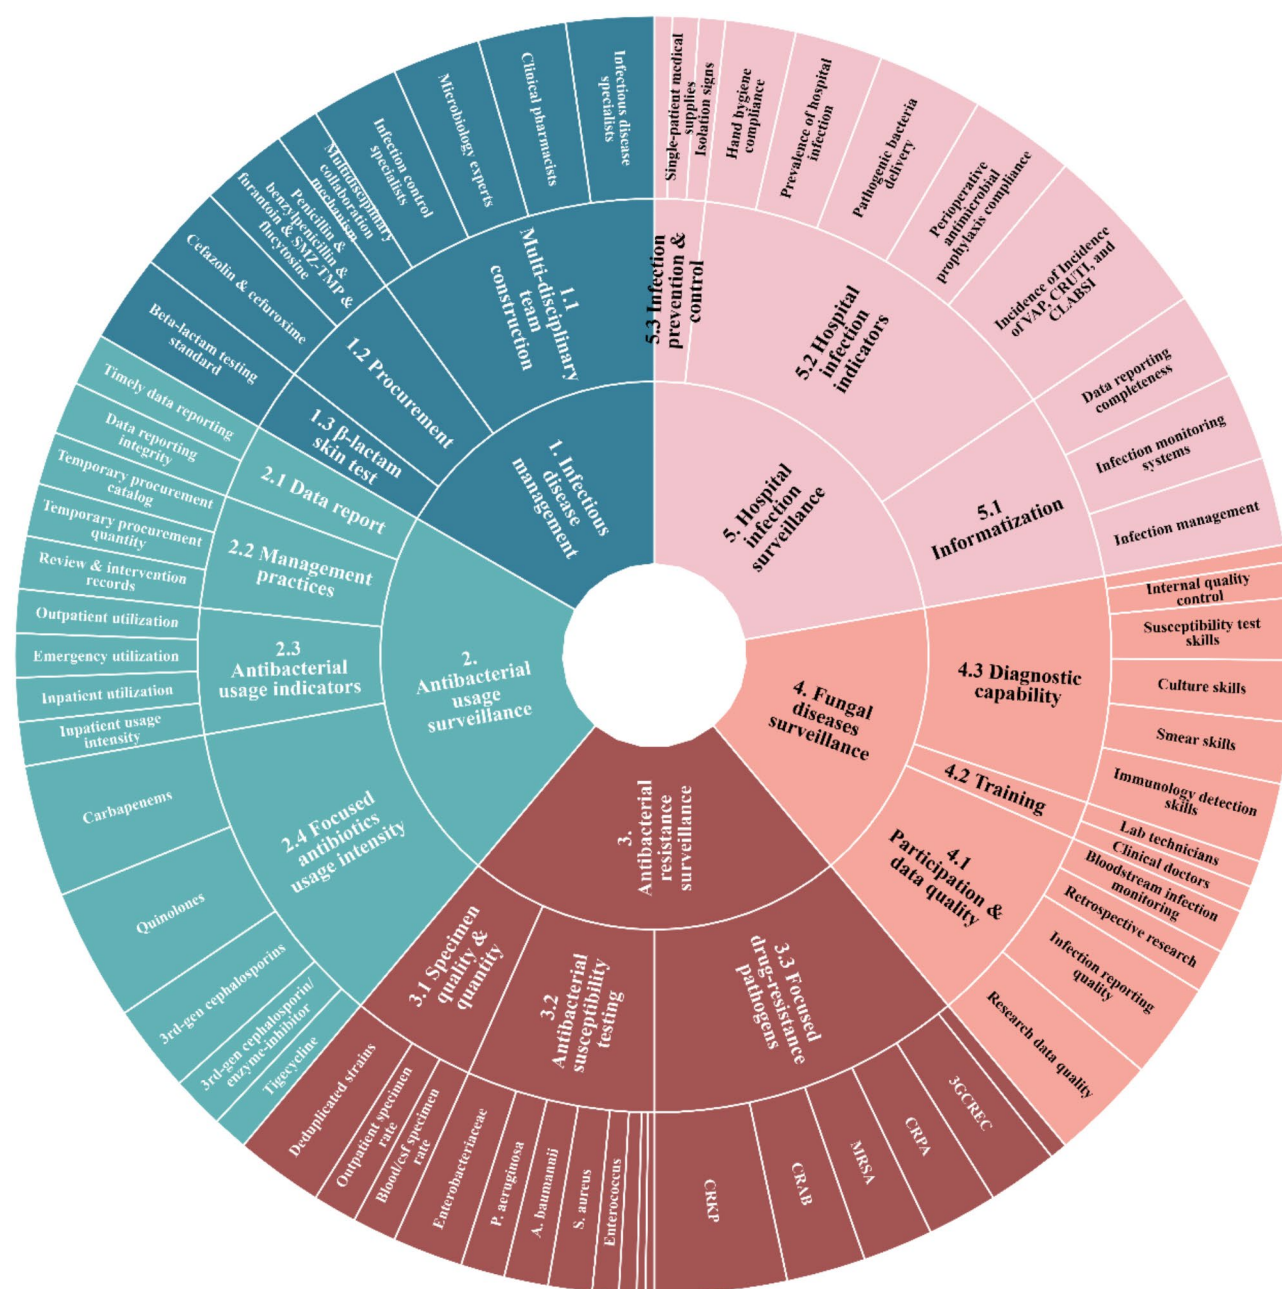 1. Infectious
disease
management
1.1
Multi-disciplinary
team
construction
Infectious disease
specialists
Clinical pharmacists
Microbiology experts
Infection control
specialists
Multidisciplinary
collaboration
mechanism
1.2 Procurement
Penicillin &
benzylpenicillin &
furantoin & SMZ-TMP &
flucytosine
Cefazolin & cefuroxime
1.3 β-lactam
skin test
Beta-lactam testing
standard
2.
Antibacterial
usage
surveillance
2.1 Data report
Timely data reporting
Data reporting
integrity
2.2 Management
practices
Temporary procurement
catalog
Temporary procurement
quantity
Review & intervention
records
2.3
Antibacterial
usage indicators
Outpatient utilization
Emergency utilization
Inpatient utilization
Inpatient usage
intensity
2.4 Focused
antibiotics
usage intensity
Carbapenems
Quinolones
3rd-gen cephalosporins
3rd-gen cephalosporin/
enzyme-inhibitor
Tigecycline
3.
Antibacterial
resistance
surveillance
3.1 Specimen
quality &
quantity
Deduplicated strains
Outpatient specimen
rate
Blood/csf specimen
rate
3.2
Antibacterial
susceptibility
testing
Enterobacteriaceae
P. aeruginosa
A. baumannii
S. aureus
Enterococcus
3.3 Focused
drug-resistance
pathogens
CRKP
CRAB
MRSA
CRPA
3GCREC
4. Fungal
diseases
surveillance
4.1
Participation &
data quality
Research data quality
Infection reporting
quality
Retrospective research
Bloodstream infection
monitoring
4.2 Training
Clinical doctors
Lab technicians
4.3 Diagnostic
capability
Immunology detection
skills
Smear skills
Culture skills
Susceptibility test
skills
Internal quality
control
5. Hospital
infection
surveillance
5.1
Informatization
Infection management
Infection monitoring
systems
Data reporting
completeness
5.2 Hospital
infection
indicators
Incidence of Incidence
of VAP, CRUTI, and
CLABSI
Perioperative
antimicrobial
prophylaxis compliance
Pathogenic bacteria
delivery
Prevalence of hospital
infection
Hand hygiene
compliance
5.3 Infection
prevention &
control
Isolation signs
Single-patient medical
supplies